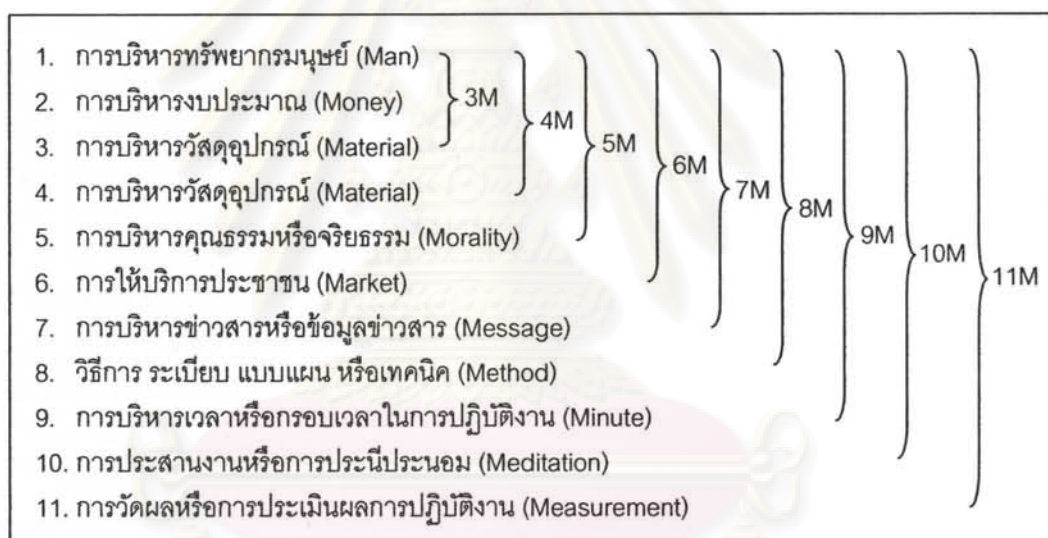 1. การบริหารทรัพยากรมนุษย์ (Man)
2. การบริหารงบประมาณ (Money)
3. การบริหารวัสดุอุปกรณ์ (Material)
4. การบริหารวัสดุอุปกรณ์ (Material)
5. การบริหารคุณธรรมหรือจริยธรรม (Morality)
6. การให้บริการประชาชน (Market)
7. การบริหารข่าวสารหรือข้อมูลข่าวสาร (Message)
8. วิธีการ ระเบียบ แบบแผน หรือเทคนิค (Method)
9. การบริหารเวลาหรือกรอบเวลาในการปฏิบัติงาน (Minute)
10. การประสานงานหรือการประนีประนอม (Meditation)
11. การวัดผลหรือการประเมินผลการปฏิบัติงาน (Measurement)
3M
4M
5M
6M
7M
8M
9M
10M
11M